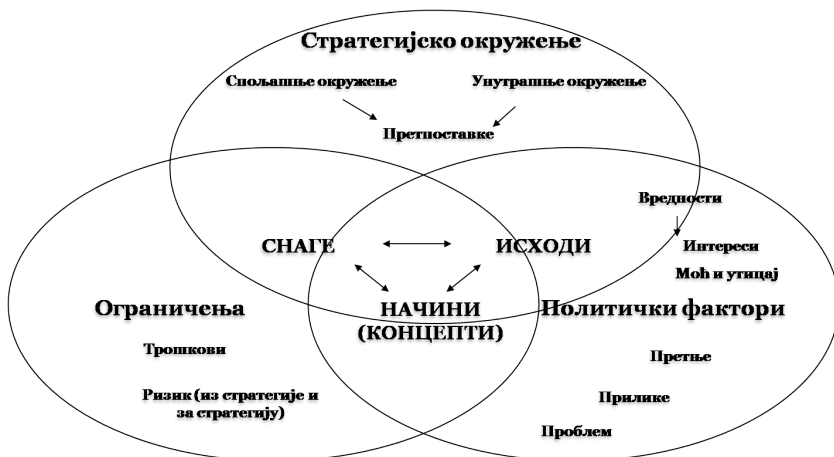 Стратегијско окружење
Спољашње окружење
Унутрашње окружење
Претпоставке
Вредности
СНАГЕ
ИСХОДИ
Интереси
Моћ и утицај
Ограничења
НАЧИНИ
(КОНЦЕПТИ)
Политички фактори
Трошкови
Претње
Ризик (из стратегије и
за стратегију)
Прилике
Проблем